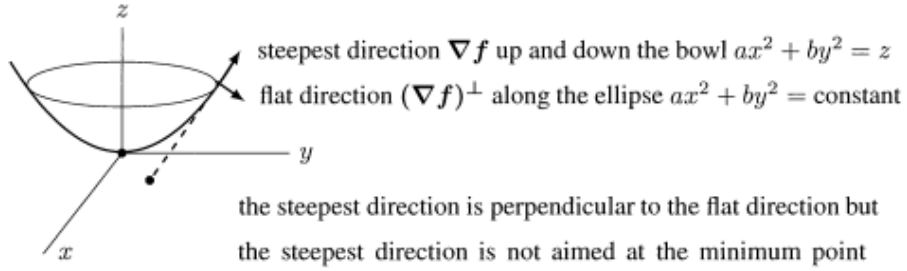 z
steepest direction ∇f up and down the bowl ax² + by² = z
flat direction (∇f)⊥ along the ellipse ax² + by² = constant
y
the steepest direction is perpendicular to the flat direction but
the steepest direction is not aimed at the minimum point
x